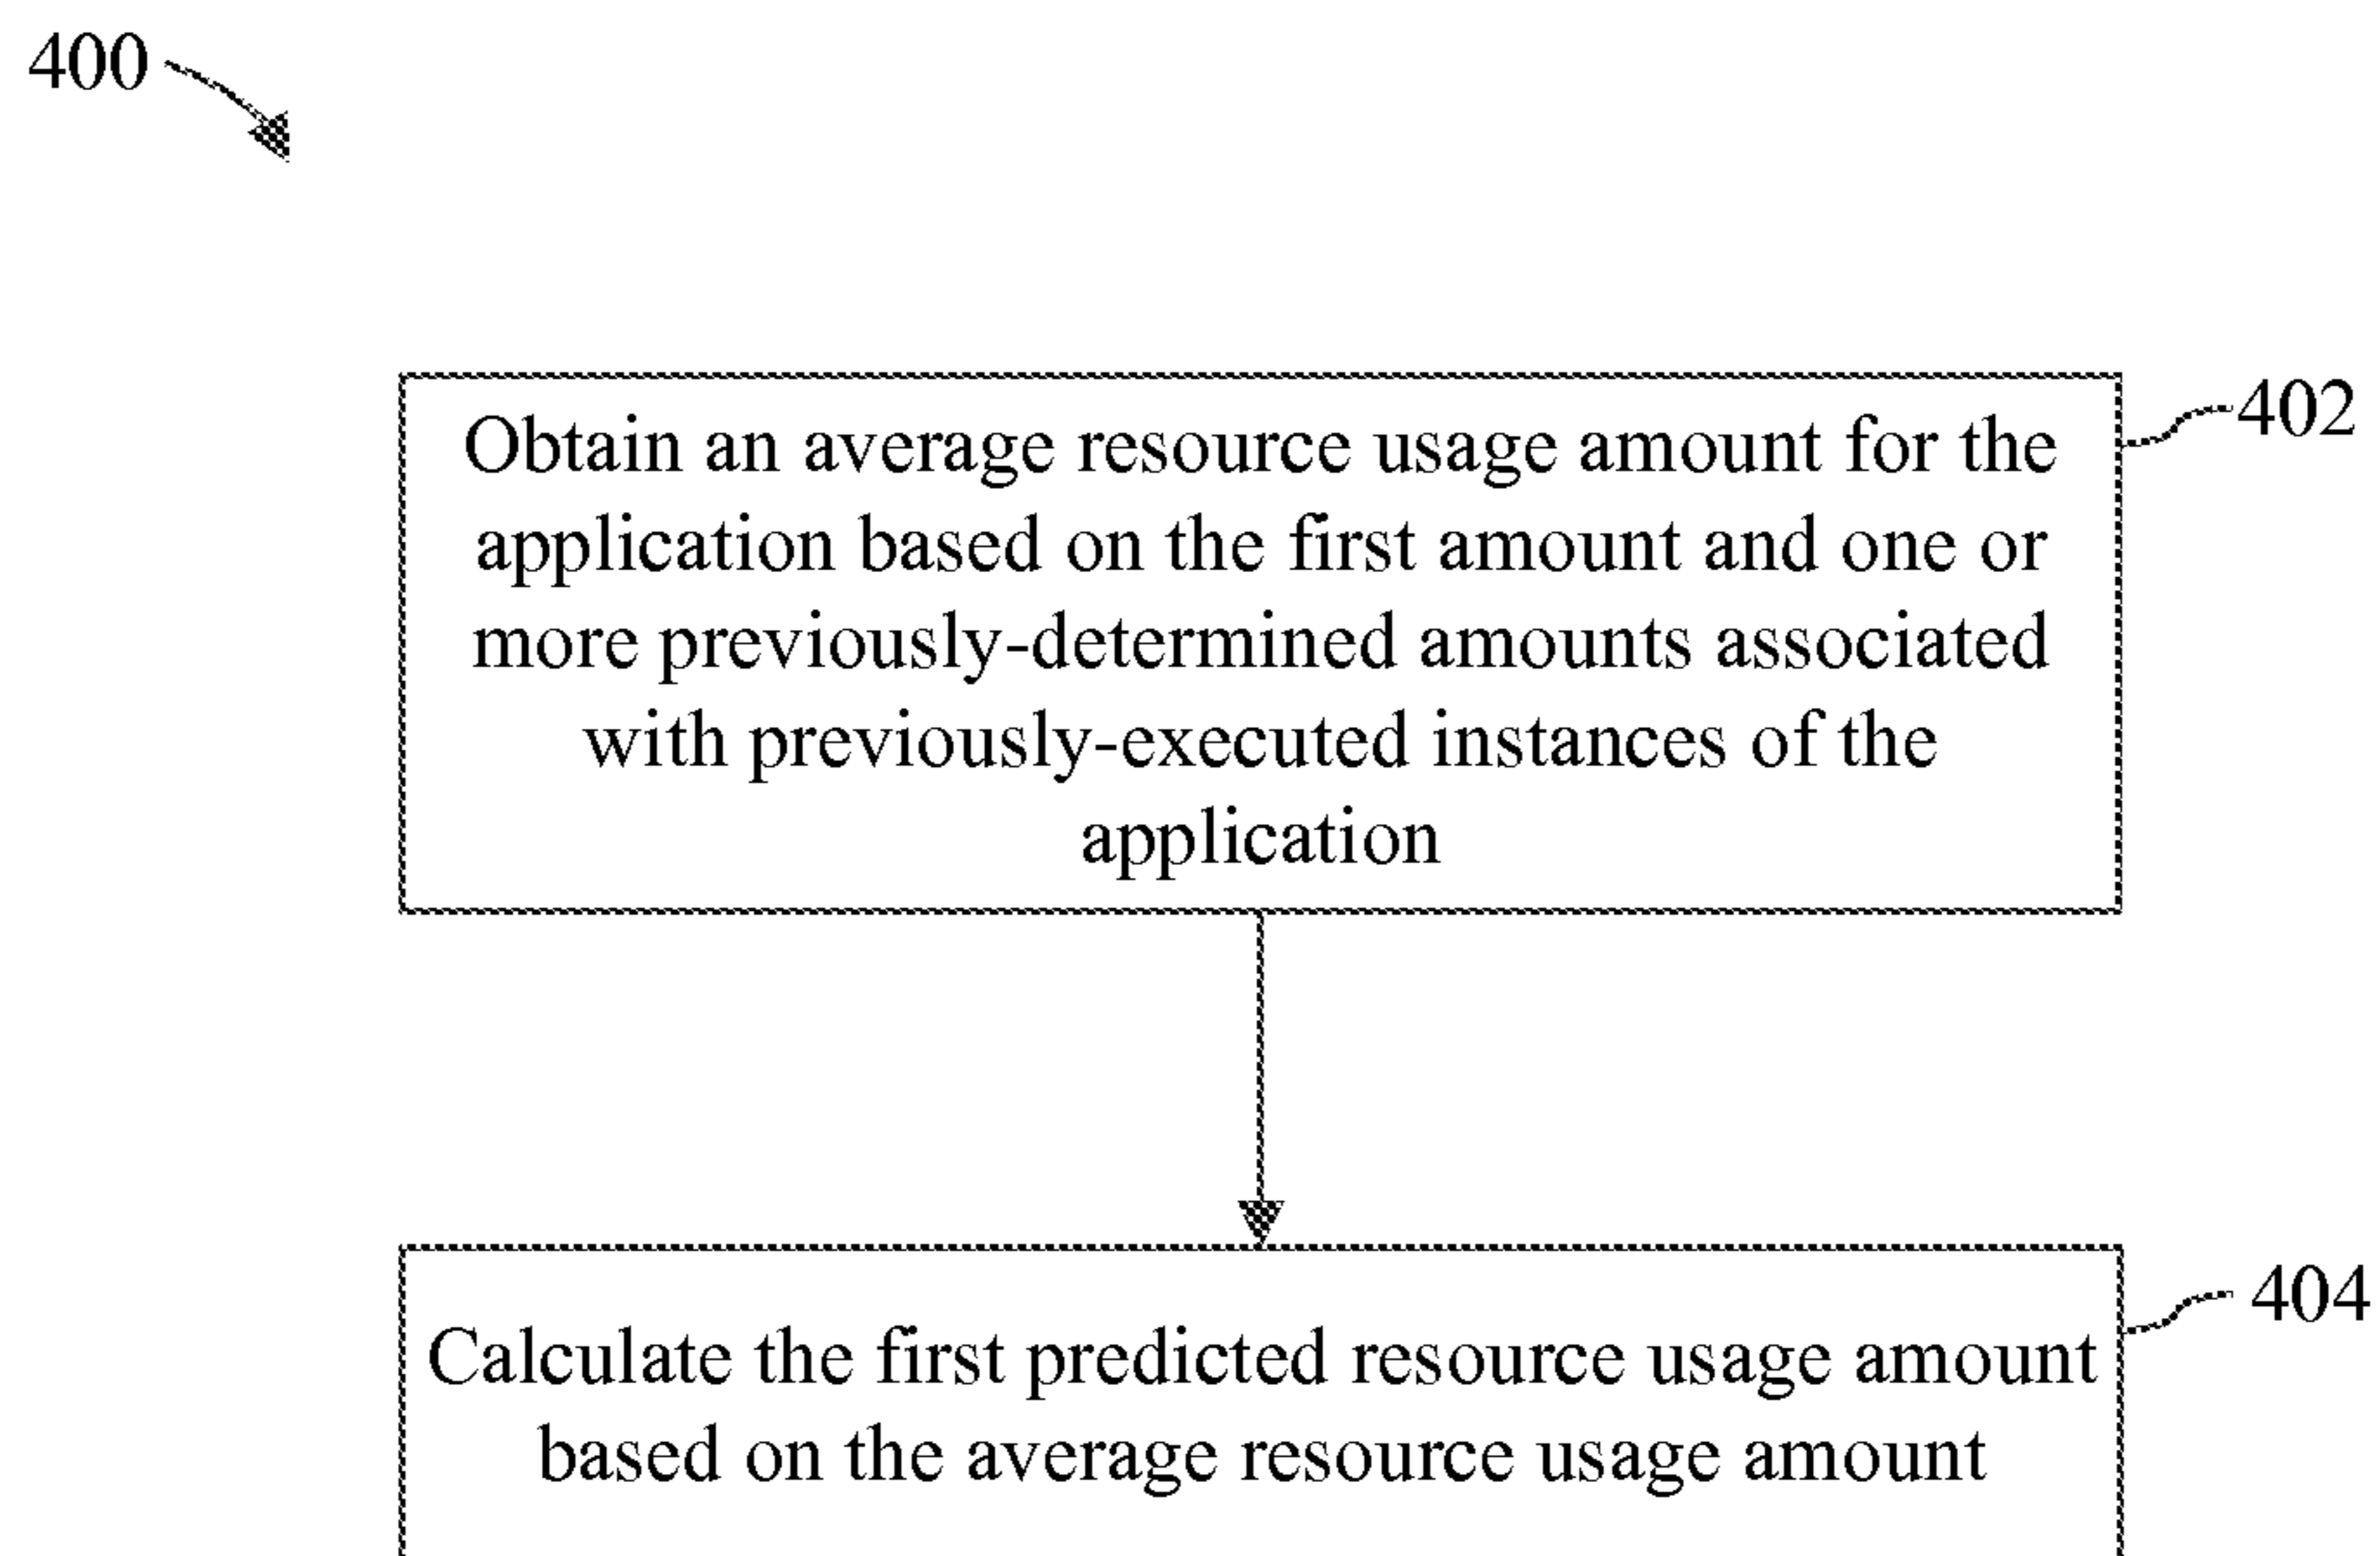 400
402
Obtain an average resource usage amount for the
application based on the first amount and one or
more previously-determined amounts associated
with previously-executed instances of the
application
404
Calculate the first predicted resource usage amount
based on the average resource usage amount